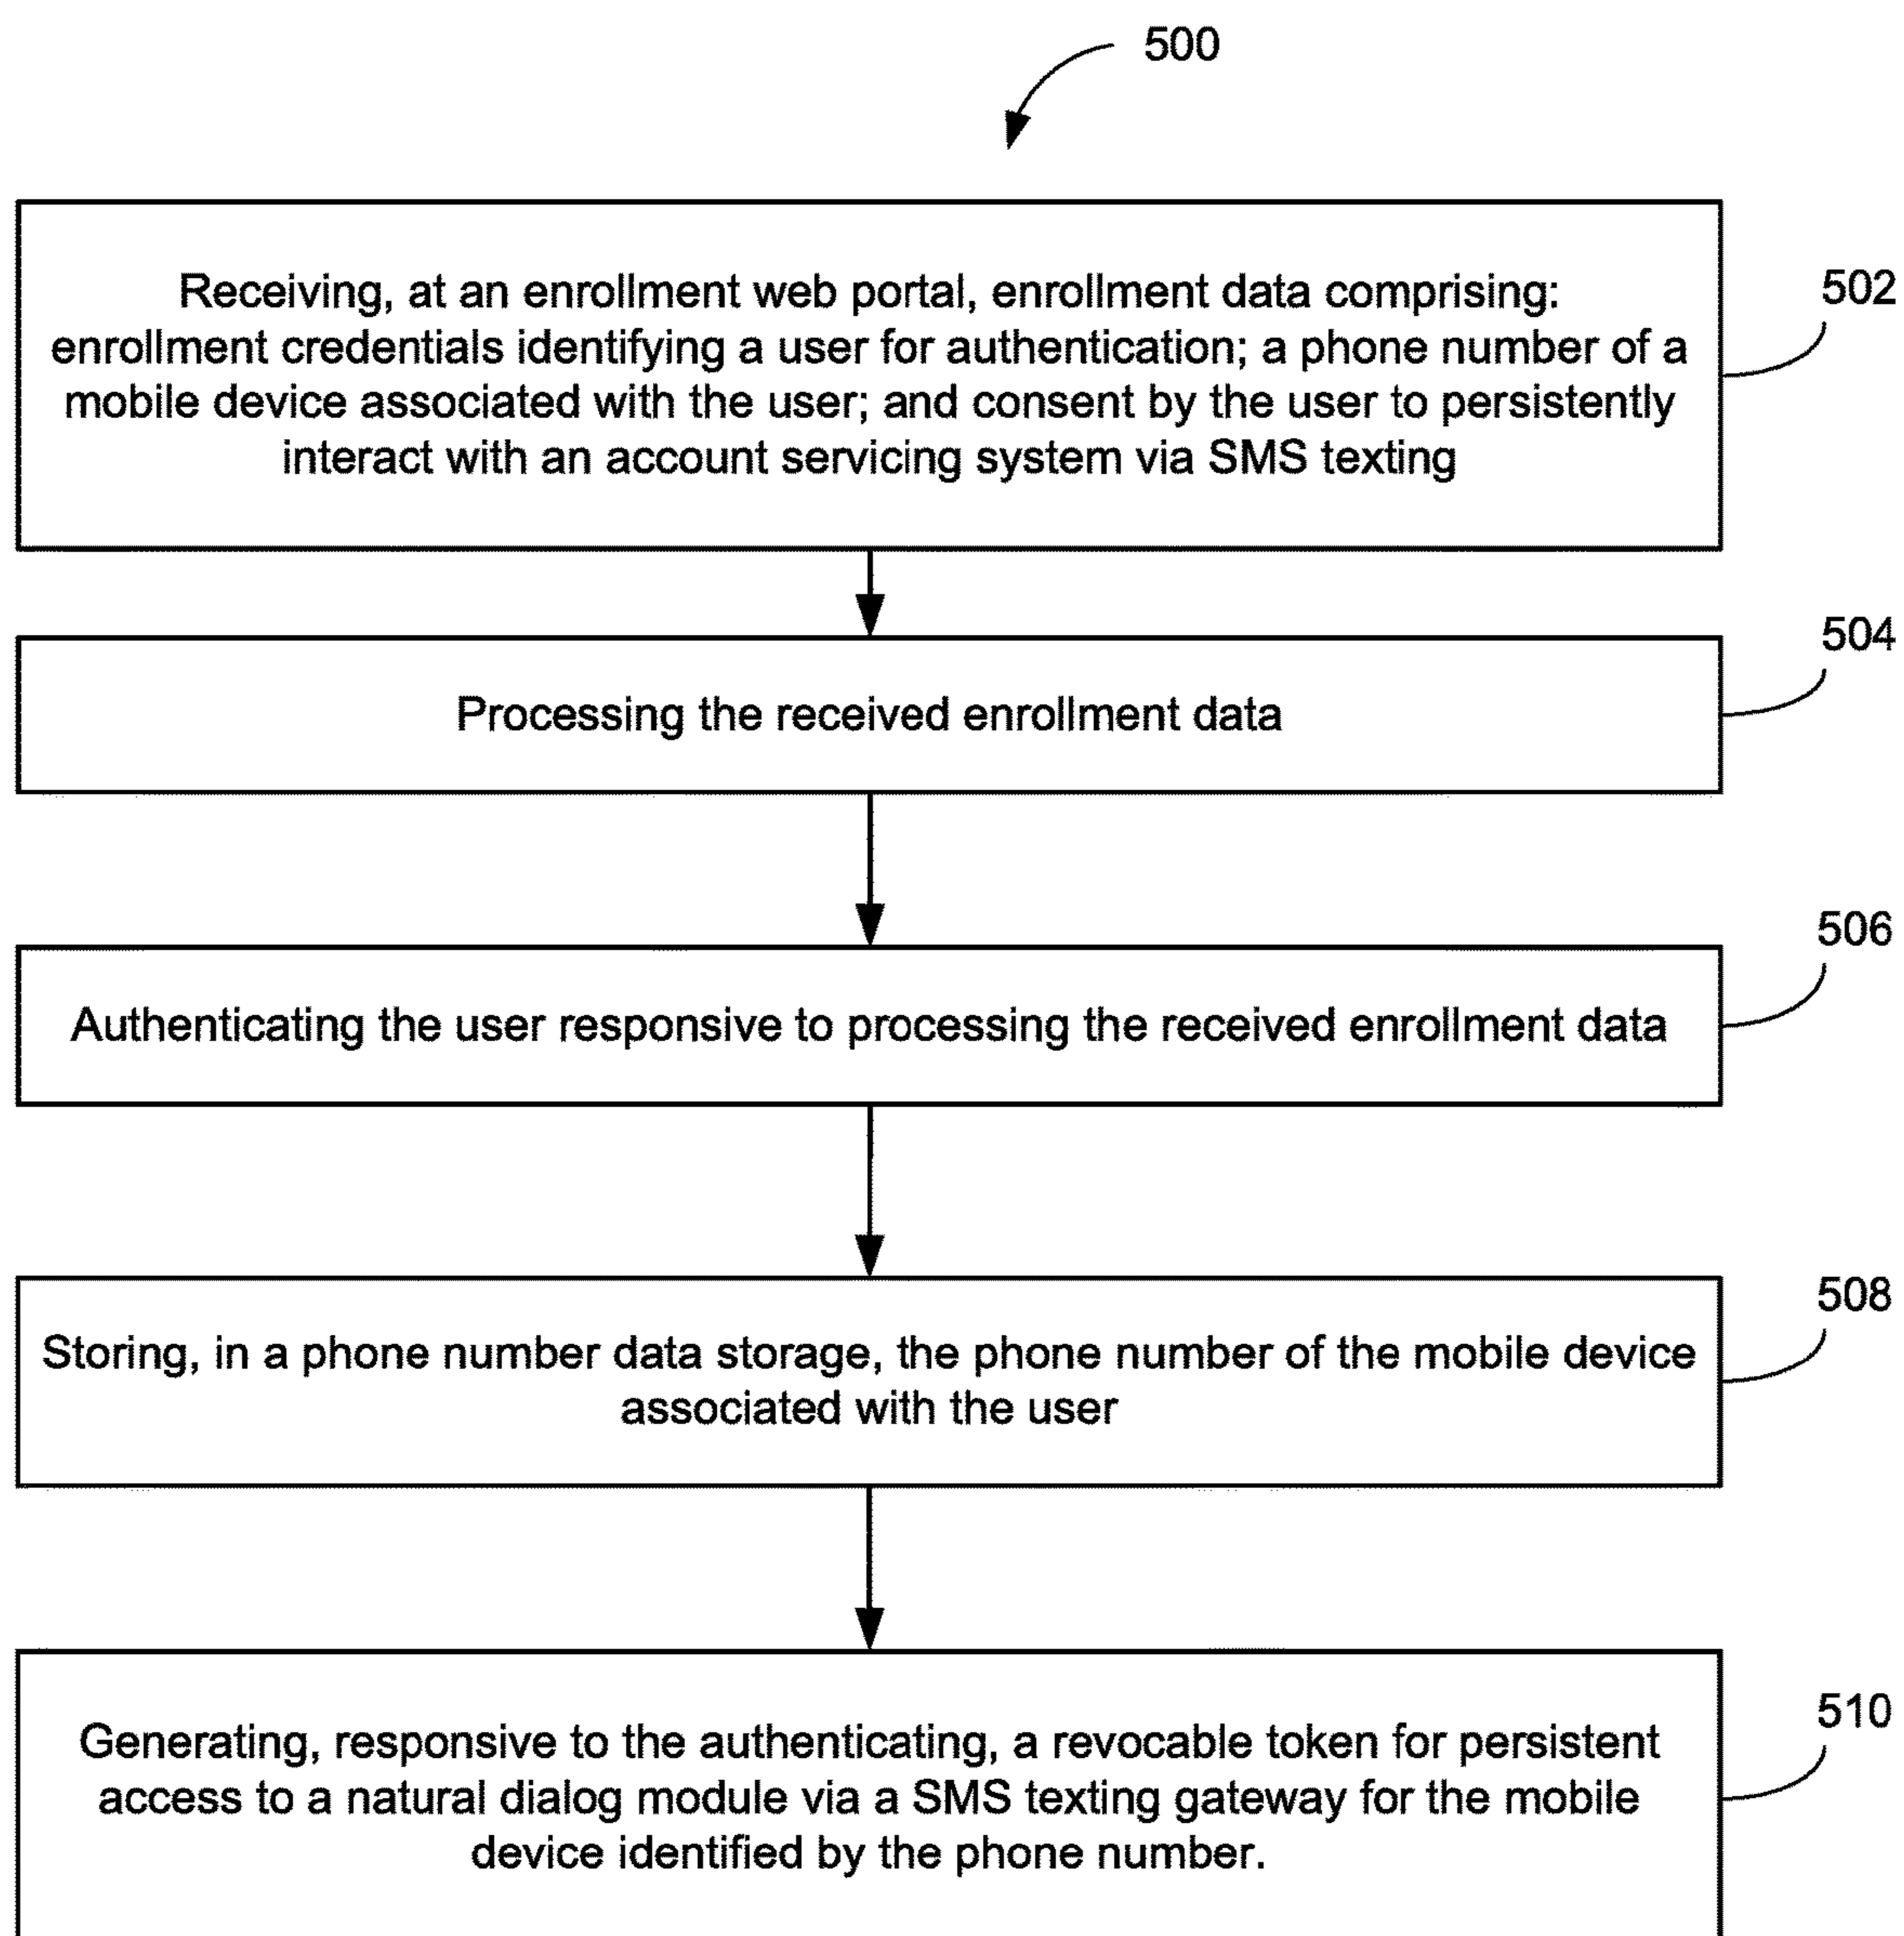 500
Receiving, at an enrollment web portal, enrollment data comprising:
enrollment credentials identifying a user for authentication; a phone number of a
mobile device associated with the user; and consent by the user to persistently
interact with an account servicing system via SMS texting
502
504
Processing the received enrollment data
506
Authenticating the user responsive to processing the received enrollment data
508
Storing, in a phone number data storage, the phone number of the mobile device
associated with the user
510
Generating, responsive to the authenticating, a revocable token for persistent
access to a natural dialog module via a SMS texting gateway for the mobile
device identified by the phone number.